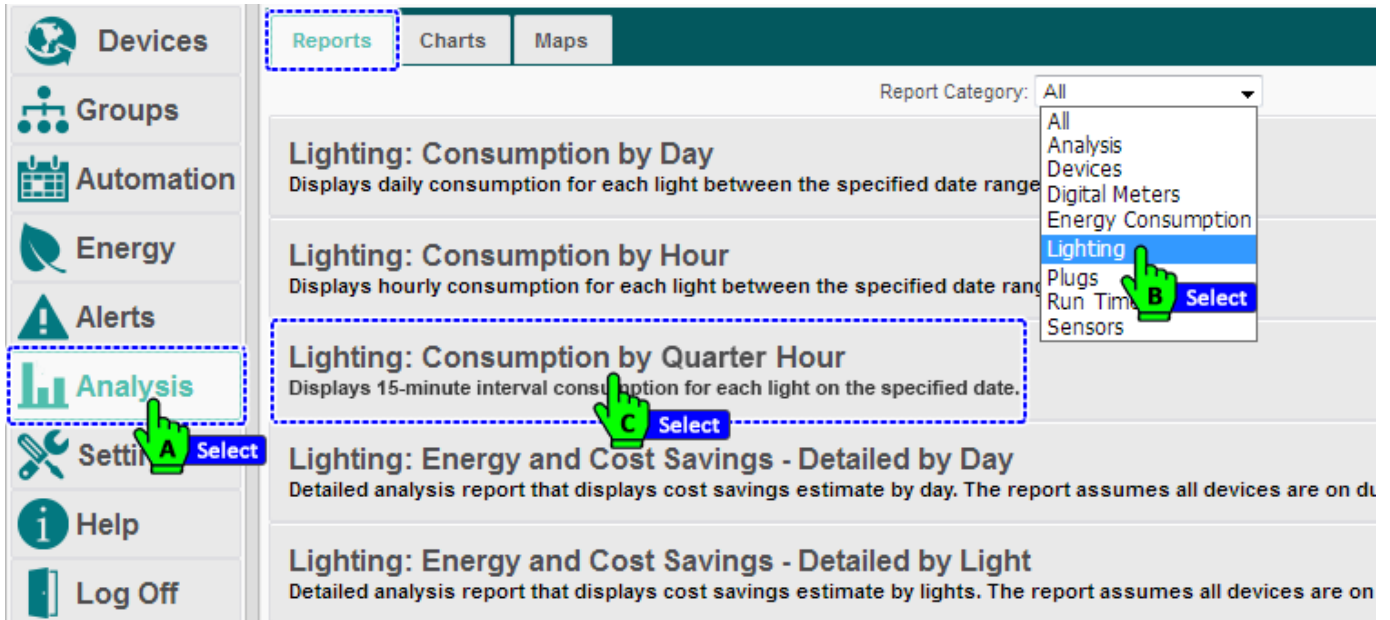 Devices
Groups
Automation
Energy
Alerts
Analysis
A Select
Help
Log Off
Reports Charts Maps
Report Category: All
All
Analysis
Devices
Digital Meters
Energy Consumption
Lighting
Plugs
Run Time
Sensors
B Select
Lighting: Consumption by Day
Displays daily consumption for each light between the specified date range
Lighting: Consumption by Hour
Displays hourly consumption for each light between the specified date
Lighting: Consumption by Quarter Hour
Displays 15-minute interval consumption for each light on the specified date.
C Select
Lighting: Energy and Cost Savings - Detailed by Day
Detailed analysis report that displays cost savings estimate by day. The report assumes all devices are on
Lighting: Energy and Cost Savings - Detailed by Light
Detailed analysis report that displays cost savings estimate by lights. The report assumes all devices are on